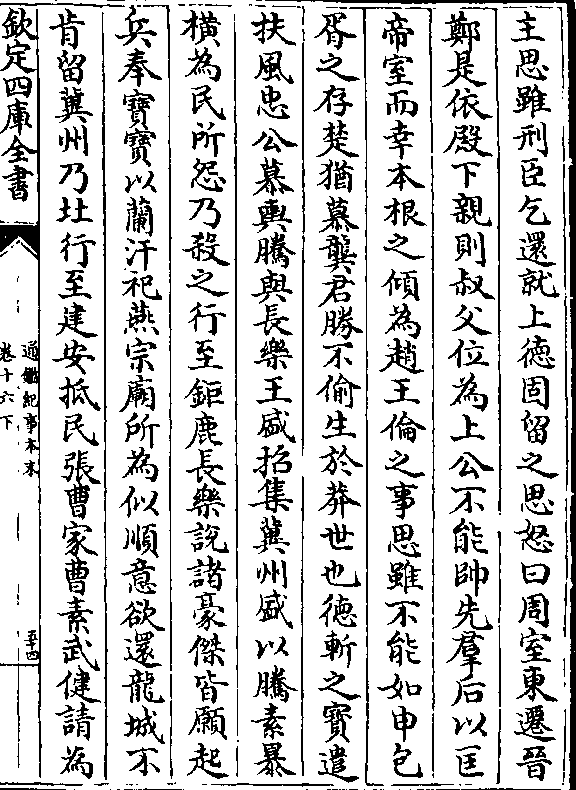 主思雖刑臣乞還就上德固留之思怒曰周室東遷晉
鄭是依殿下親則叔父位為上公不能帥先羣后以匡
帝室而幸本根之傾為趙王倫之事思雖不能如申包
胥之存楚猶慕龔君勝不偷生於莽世也德斬之寶遣
扶風忠公慕輿騰與長樂王盛招集冀州盛以騰素暴
橫為民所怨乃殺之行至鉅鹿長樂說諸豪傑皆願起
兵奉寶寶以蘭汗祀燕宗廟所為似順意欲還龍城不
肯留冀州乃北行至建安抵民張曹家曹素武健請為
欽定四庫全書
通鑑紀事本末
卷十六下
五十四